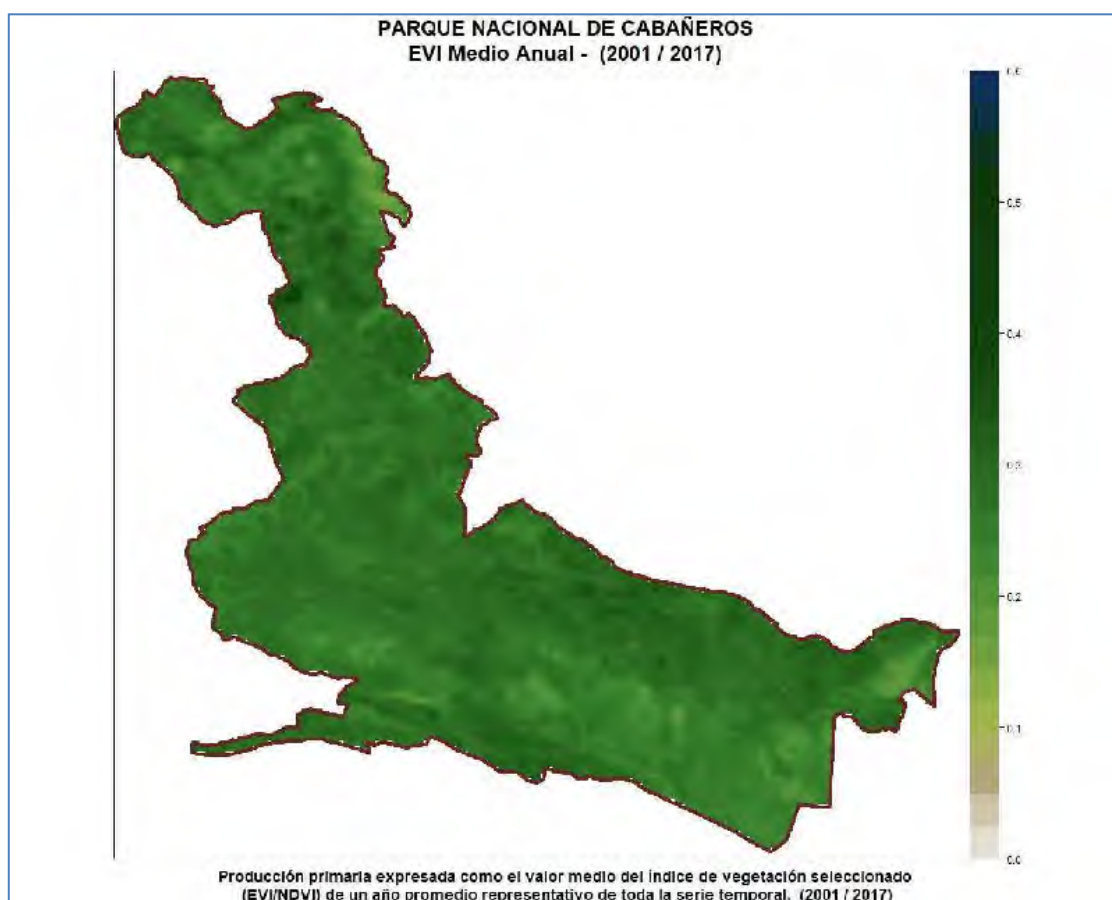 PARQUE NACIONAL DE CABAÑEROS
EVI Medio Anual - (2001 / 2017)
0.6
0.5
0.4
0.3
0.2
0.1
0.0
Producción primaria expresada como el valor medio del índice de vegetación seleccionado
(EVI/NDVI) de un año promedio representativo de toda la serie temporal. (2001 / 2017)